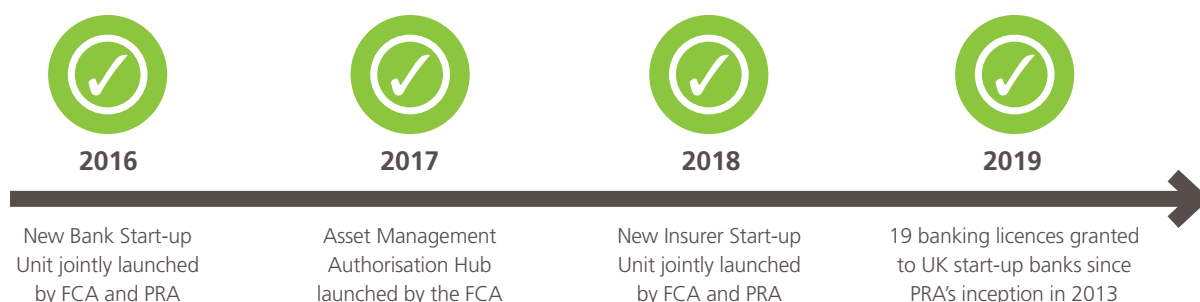 2016
2017
2018
2019
New Bank Start-up
Unit jointly launched
by FCA and PRA
Asset Management
Authorisation Hub
launched by the FCA
New Insurer Start-up
Unit jointly launched
by FCA and PRA
19 banking licences granted
to UK start-up banks since
PRA's inception in 2013